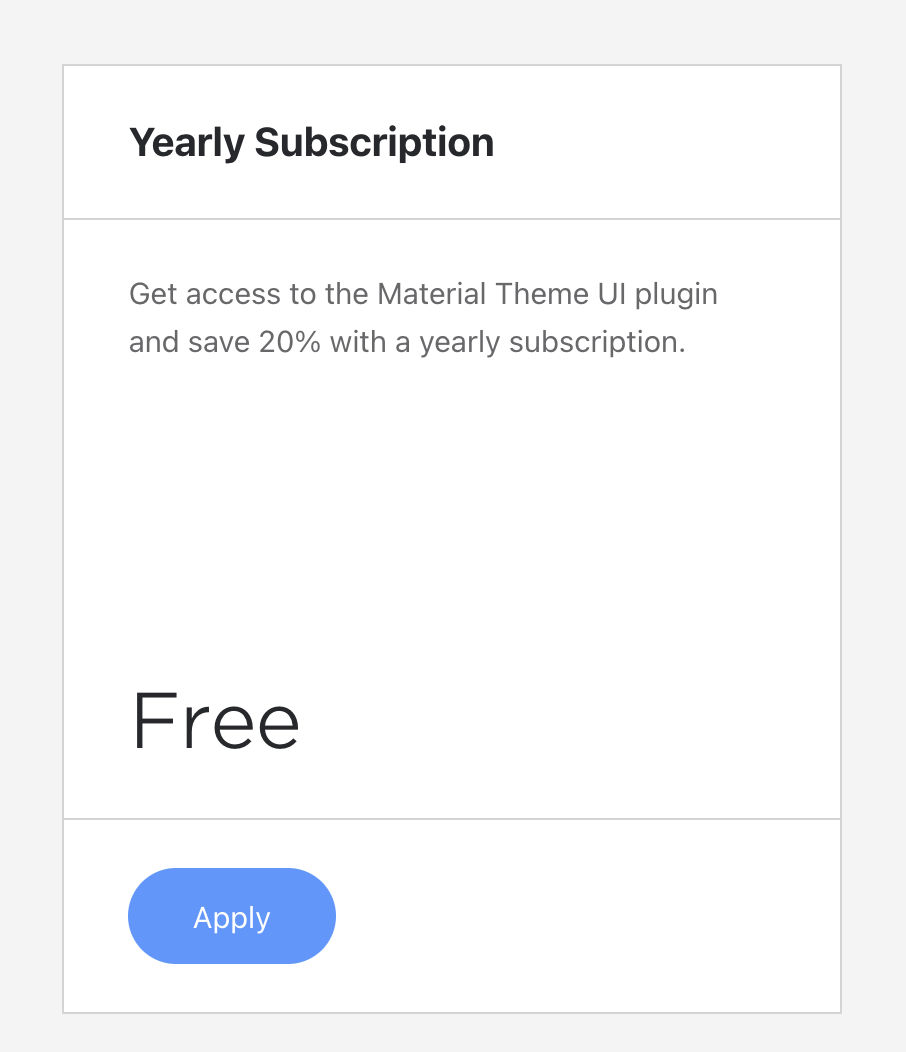 Yearly Subscription
Get access to the Material Theme UI plugin
and save 20% with a yearly subscription.
Free
Apply